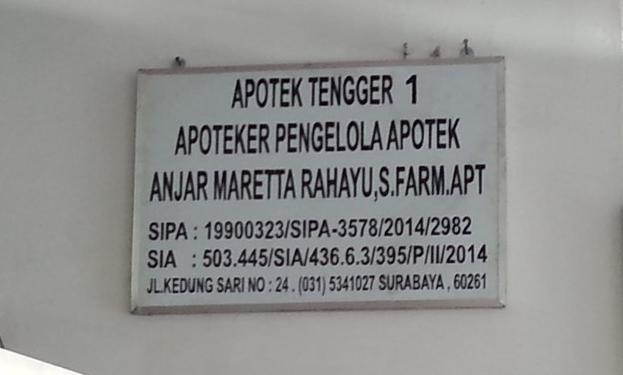 APOTEK TENGGER 1
APOTEKER PENGELOLA APOTEK
ANJAR MARETTA RAHAYU,S.FARM.APT
SIPA : 19900323/SIPA-3578/2014/2982
SIA : 503.445/SIA/436.6.3/395/P/II/2014
JL.KEDUNG SARI NO : 24 . (031) 5341027 SURABAYA , 60261